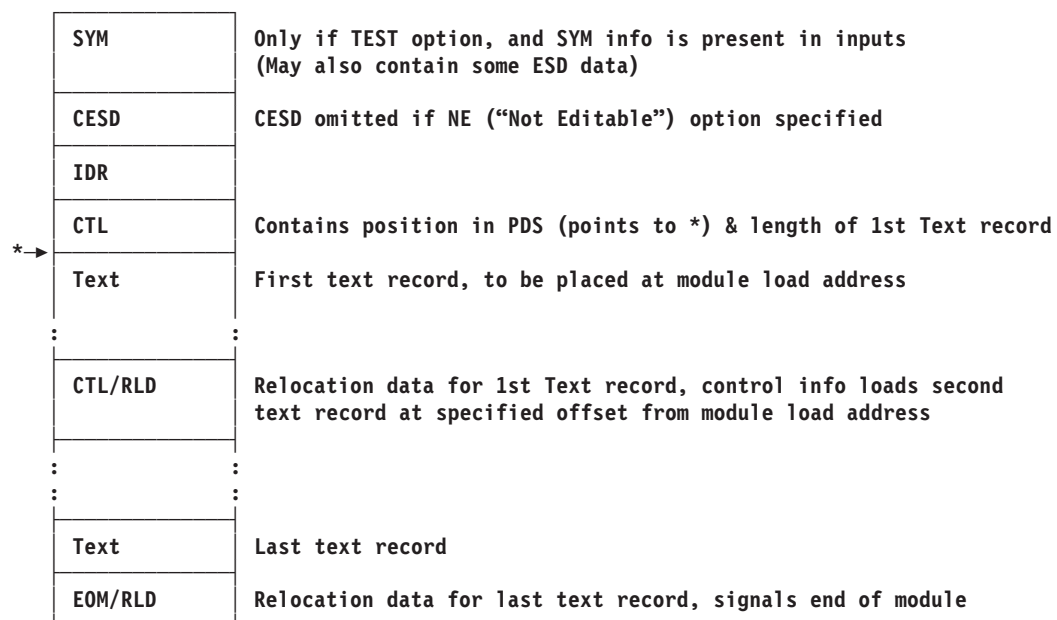 SYM Only if TEST option, and SYM info is present in inputs
(May also contain some ESD data)
CESD CESD omitted if NE (“Not Editable”) option specified
IDR
CTL Contains position in PDS (points to *) & length of 1st Text record
*→
Text First text record, to be placed at module load address
: :
CTL/RLD Relocation data for 1st Text record, control info loads second
text record at specified offset from module load address
: :
: :
Text Last text record
EOM/RLD Relocation data for last text record, signals end of module